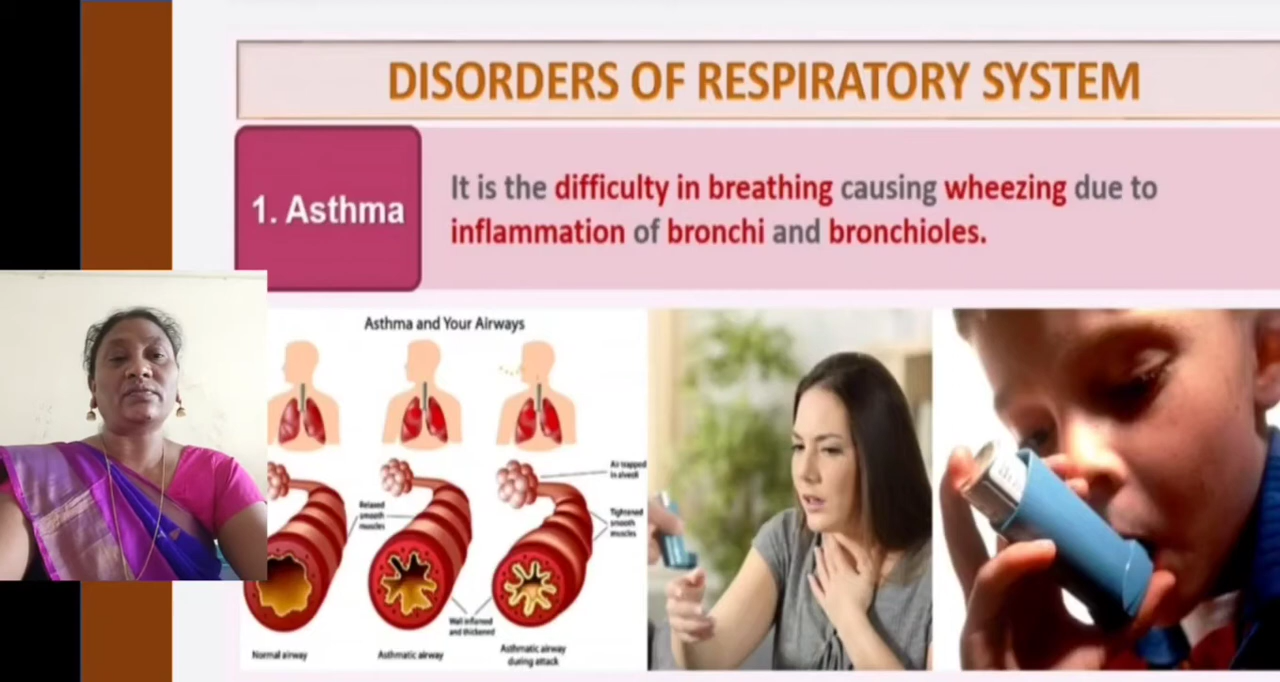 DISORDERS OF RESPIRATORY SYSTEM
1. Asthma
It is the difficulty in breathing causing wheezing due to
inflammation of bronchi and bronchioles.
Asthma and Your Airways
Air trapped
in alveoli
Relaxed
smooth
muscles
Tightened
smooth
muscles
Wall inflamed
and thickened
Normal airway
Asthmatic airway
Asthmatic airway
during attack